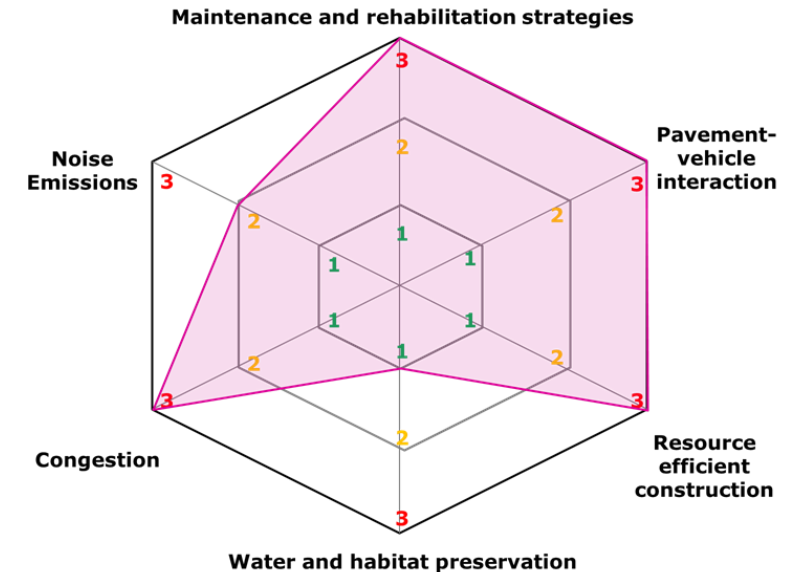 Maintenance and rehabilitation strategies
3
Pavement-
vehicle
interaction
Noise
Emissions
2
3
3
2
2
1
1
1
1
1
1
2
2
3
3
2
Congestion
Resource
efficient
construction
3
Water and habitat preservation